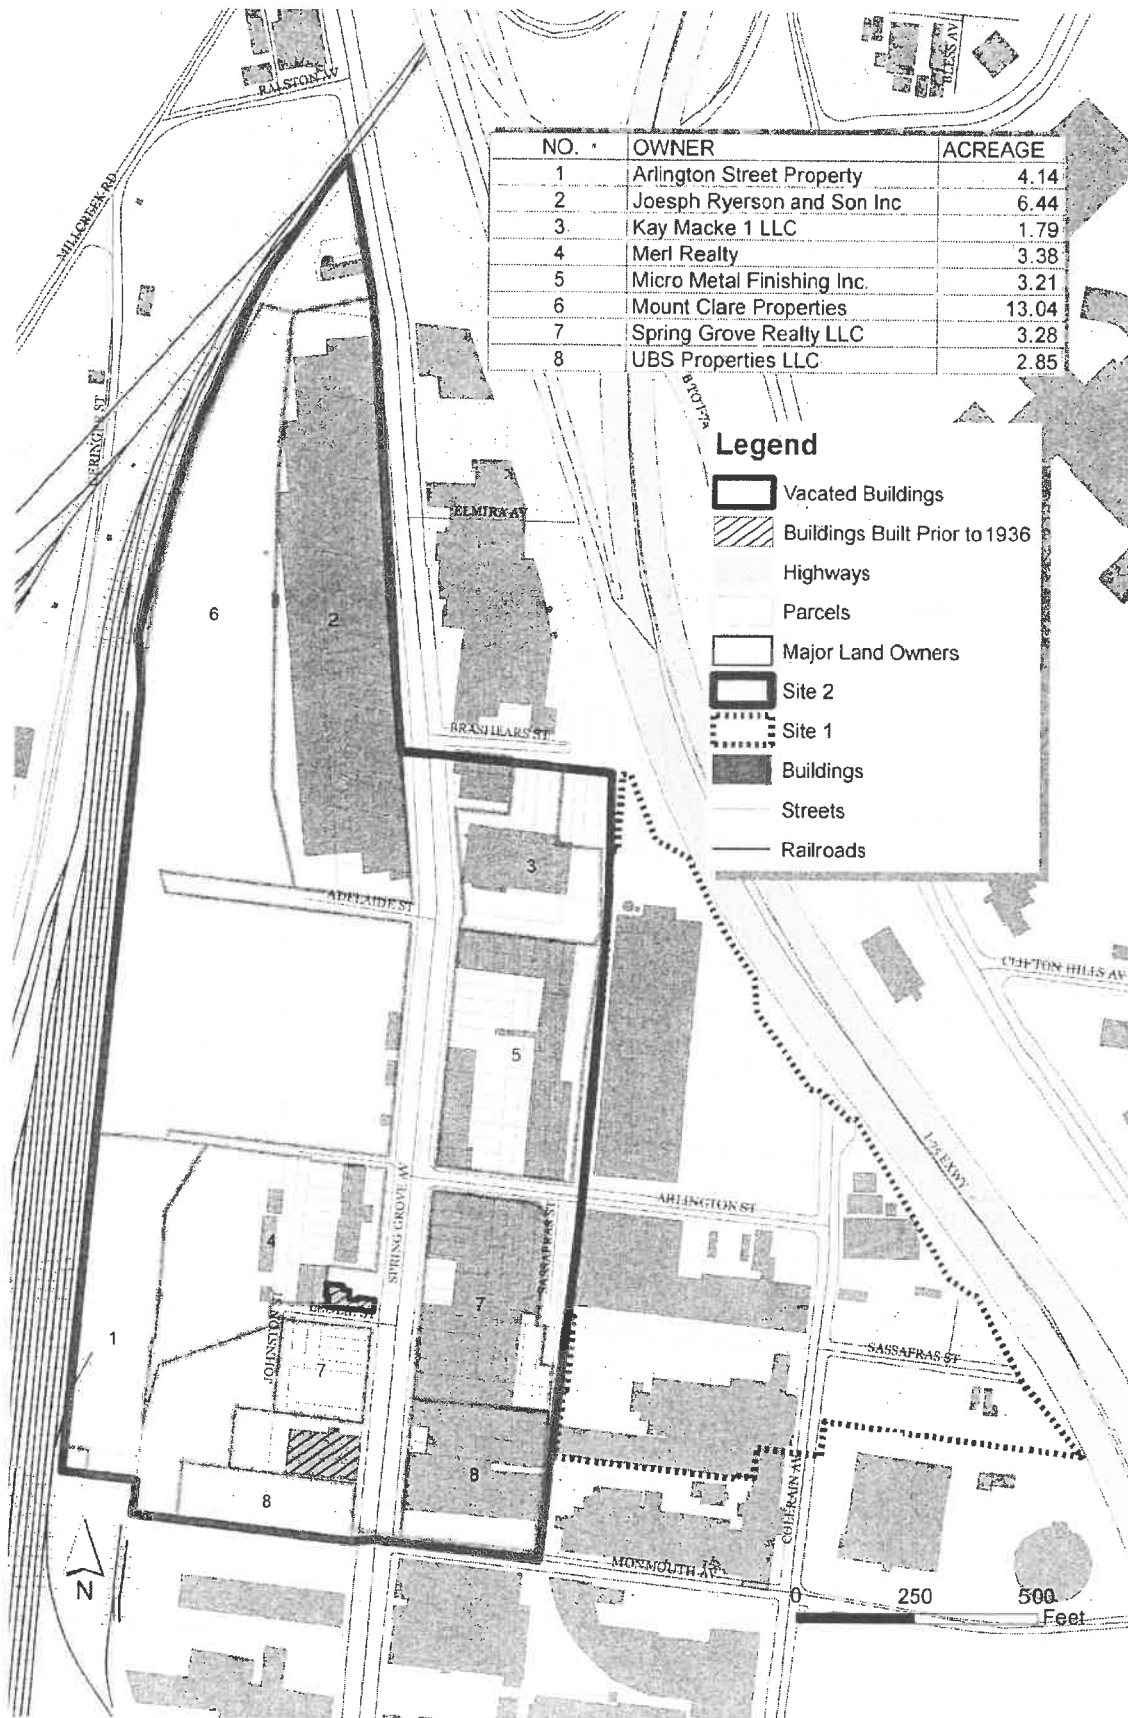 RALSTON AV
BLESS AV
MILLCREEK RD
NO. OWNER ACREAGE
1 Arlington Street Property 4.14
2 Joesph Ryerson and Son Inc 6.44
3 Kay Macke 1 LLC 1.79
4 Merl Realty 3.38
5 Micro Metal Finishing Inc. 3.21
6 Mount Clare Properties 13.04
7 Spring Grove Realty LLC 3.28
8 UBS Properties LLC 2.85
Legend
Vacated Buildings
Buildings Built Prior to 1936
Highways
Parcels
Major Land Owners
Site 2
Site 1
Buildings
Streets
Railroads
ELMIRA AV
6
2
BRASHEARS ST
3
ADELAIDE ST
CLIFTON HILLS AV
5
I-75 EXWY
ARLINGTON ST
SPRING GROVE AV
SASSAFRAS ST
4
7
1
JOHNSTON ST
7
SASSAFRAS ST
8
8
COLERAIN AV
MONMOUTH AV
N
0 250 500
Feet